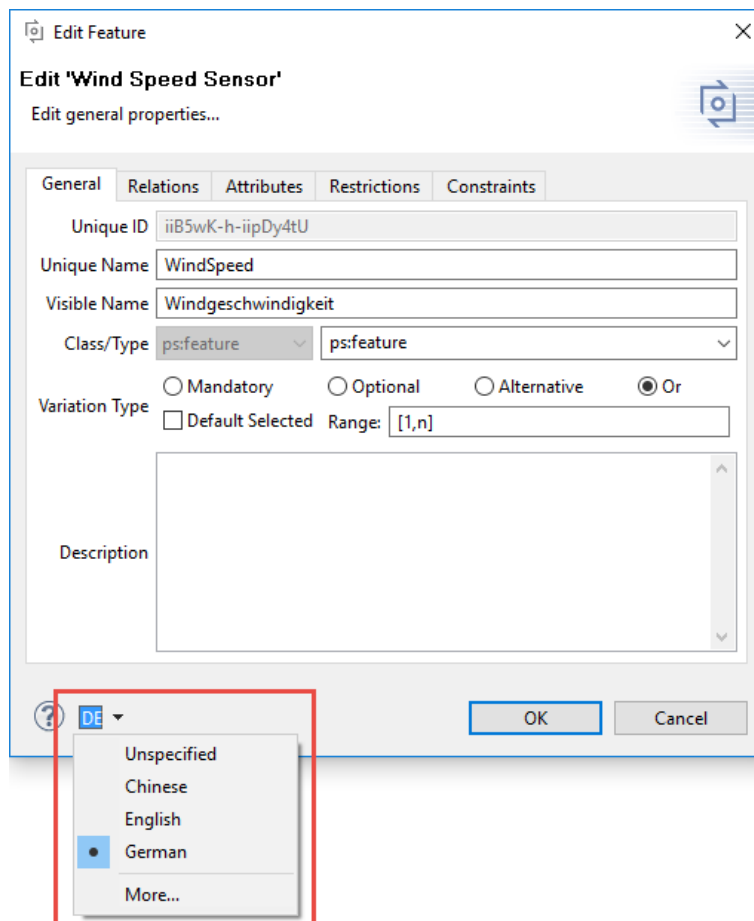 Edit Feature
Edit 'Wind Speed Sensor'
Edit general properties...
General Relations Attributes Restrictions Constraints
Unique ID iiB5wK-h-iipDy4tU
Unique Name WindSpeed
Visible Name Windgeschwindigkeit
Class/Type ps:feature ps:feature
Variation Type
Mandatory Optional Alternative Or
Default Selected Range: [1,n]
Description
? DE OK Cancel
Unspecified
Chinese
English
German
More...